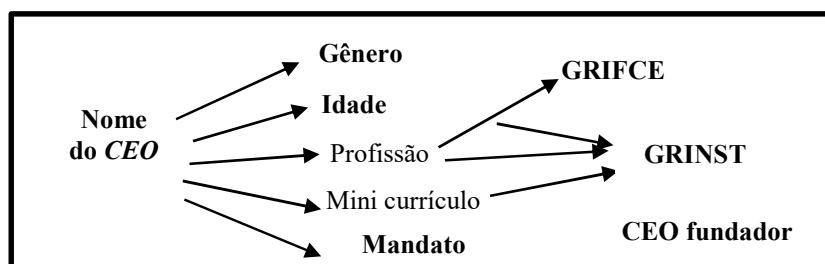 Nome
do CEO
Gênero
Idade
Profissão
Mini currículo
Mandato
GRIFCE
GRINST
CEO fundador